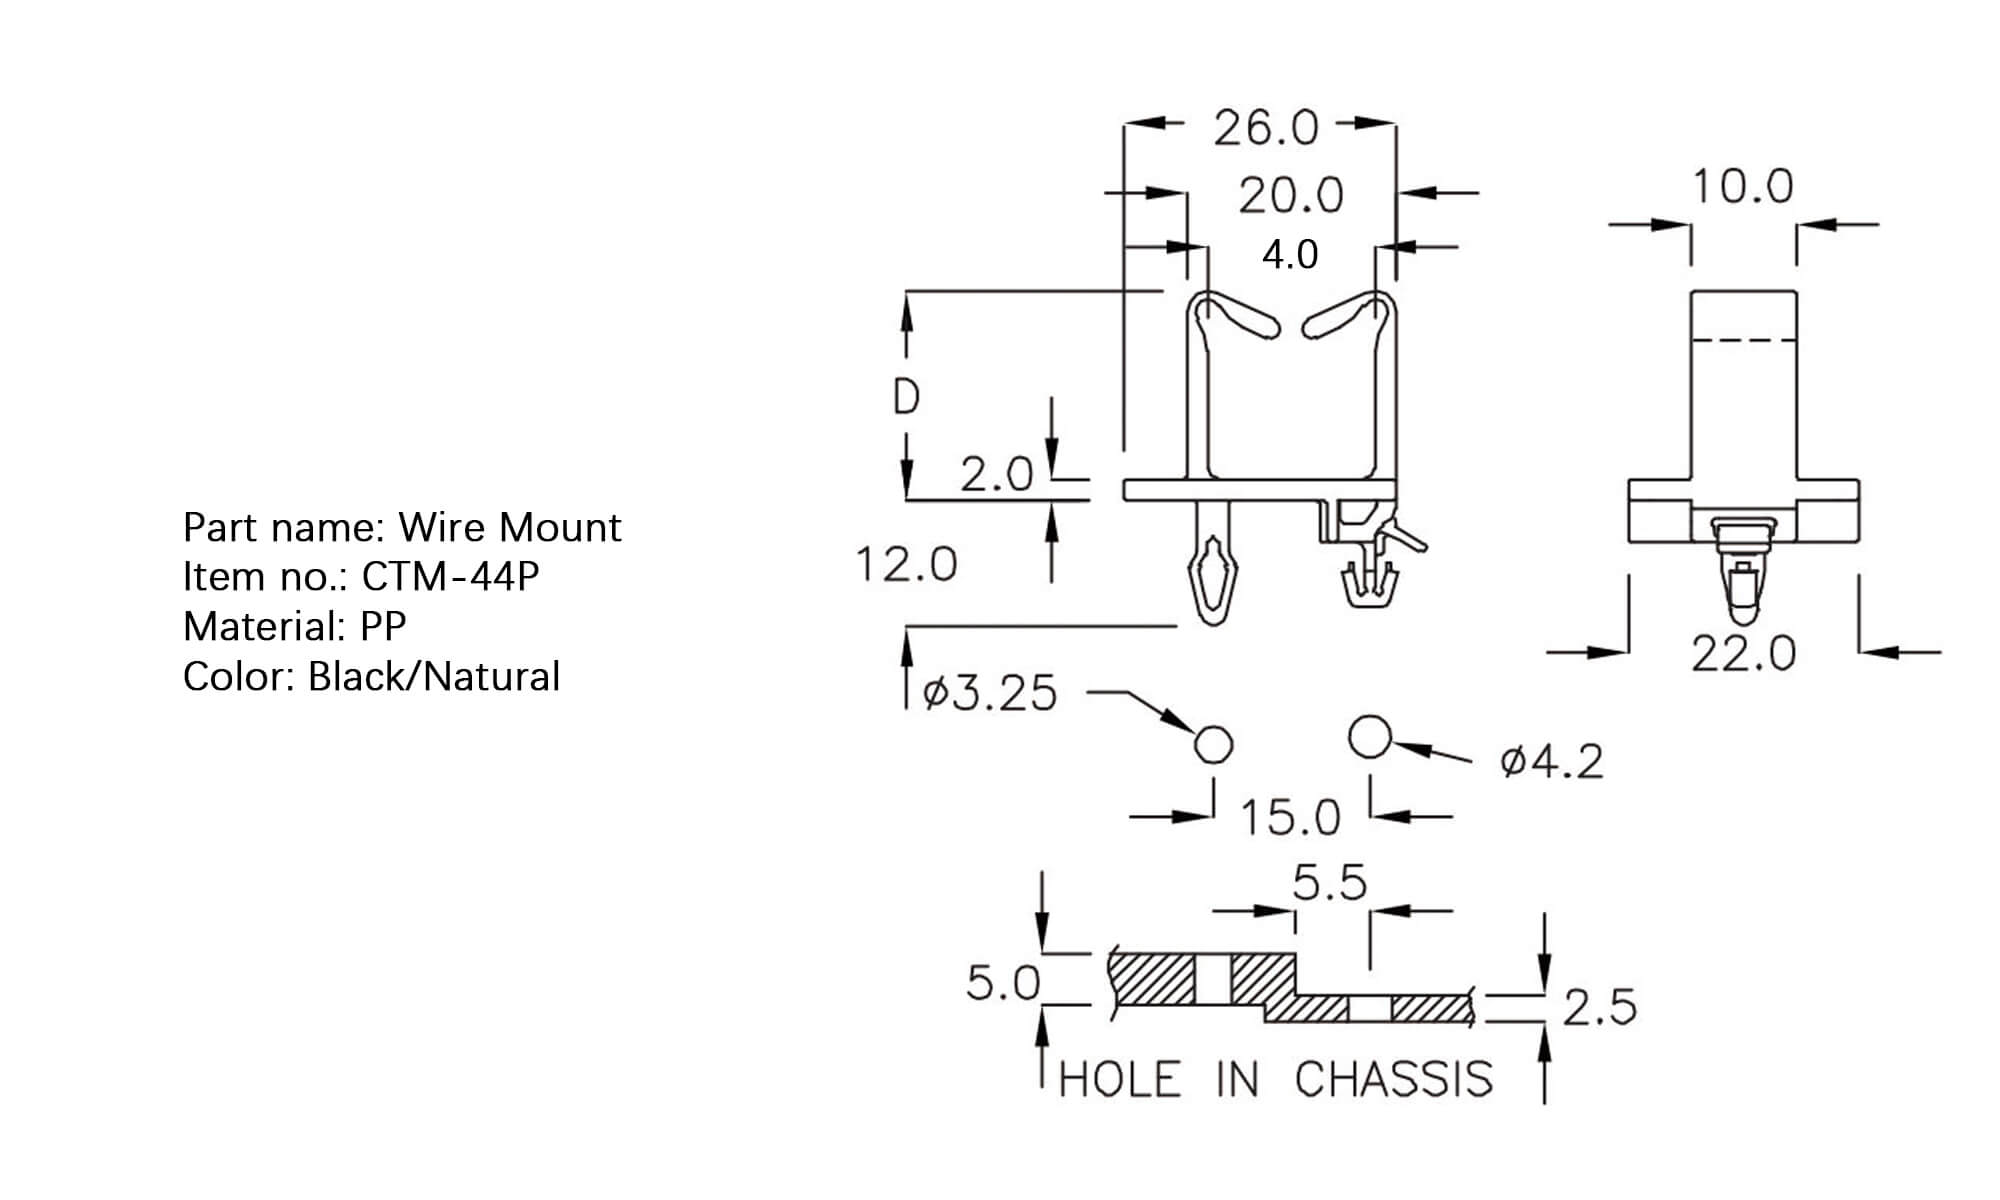 Part name: Wire Mount
Item no.: CTM-44P
Material: PP
Color: Black/Natural
26.0
20.0
4.0
10.0
D
2.0
12.0
22.0
ø3.25
ø4.2
15.0
5.5
5.0
2.5
HOLE IN CHASSIS